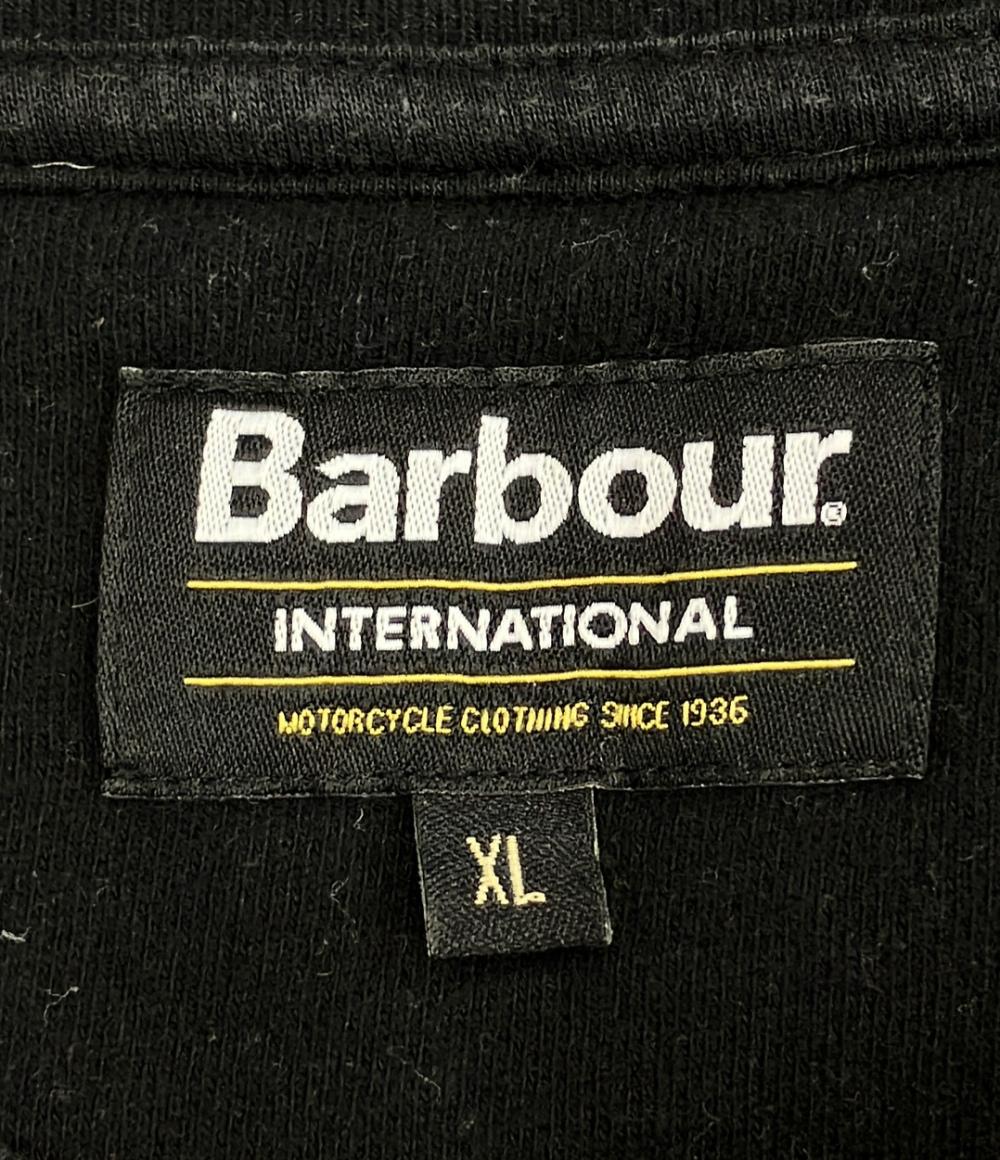 Barbour®
INTERNATIONAL
MOTORCYCLE CLOTHING SINCE 1936
XL